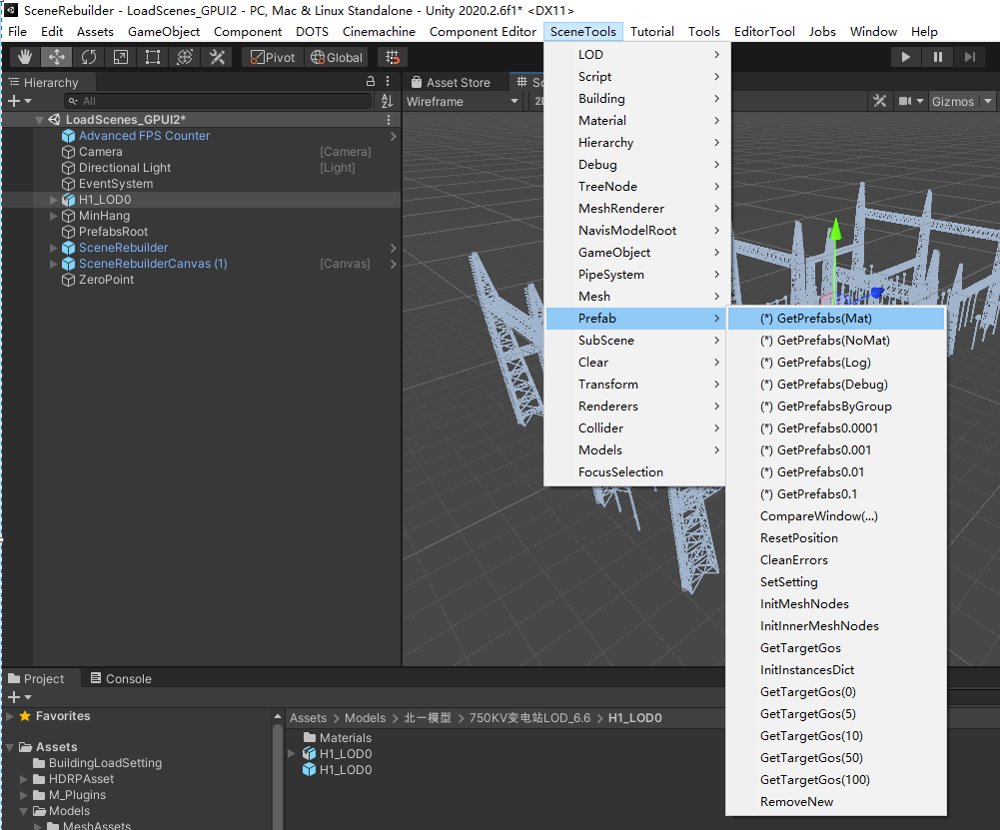 SceneRebuilder - LoadScenes_GPUI2 - PC, Mac & Linux Standalone - Unity 2020.2.6f1* <DX11>
File Edit Assets GameObject Component DOTS Cinemachine Component Editor SceneTools Tutorial Tools EditorTool Jobs Window Help
Pivot Global
Hierarchy
All
LoadScenes_GPUI2*
Advanced FPS Counter
Camera [Camera]
Directional Light [Light]
EventSystem
H1_LOD0
MinHang
PrefabsRoot
SceneRebuilder
SceneRebuilderCanvas (1) [Canvas]
ZeroPoint
Asset Store
Wireframe
Gizmos
LOD
Script
Building
Material
Hierarchy
Debug
TreeNode
MeshRenderer
NavisModelRoot
GameObject
PipeSystem
Mesh
Prefab
SubScene
Clear
Transform
Renderers
Collider
Models
FocusSelection
(*) GetPrefabs(Mat)
(*) GetPrefabs(NoMat)
(*) GetPrefabs(Log)
(*) GetPrefabs(Debug)
(*) GetPrefabsByGroup
(*) GetPrefabs0.0001
(*) GetPrefabs0.001
(*) GetPrefabs0.01
(*) GetPrefabs0.1
CompareWindow(...)
ResetPosition
CleanErrors
SetSetting
InitMeshNodes
InitInnerMeshNodes
GetTargetGos
InitInstancesDict
GetTargetGos(0)
GetTargetGos(5)
GetTargetGos(10)
GetTargetGos(50)
GetTargetGos(100)
RemoveNew
Project Console
Favorites
Assets
BuildingLoadSetting
HDRPAsset
M_Plugins
Models
MeshAssets
Assets > Models > 北一模型 > 750KV变电站LOD_6.6 > H1_LOD0
Materials
H1_LOD0
H1_LOD0